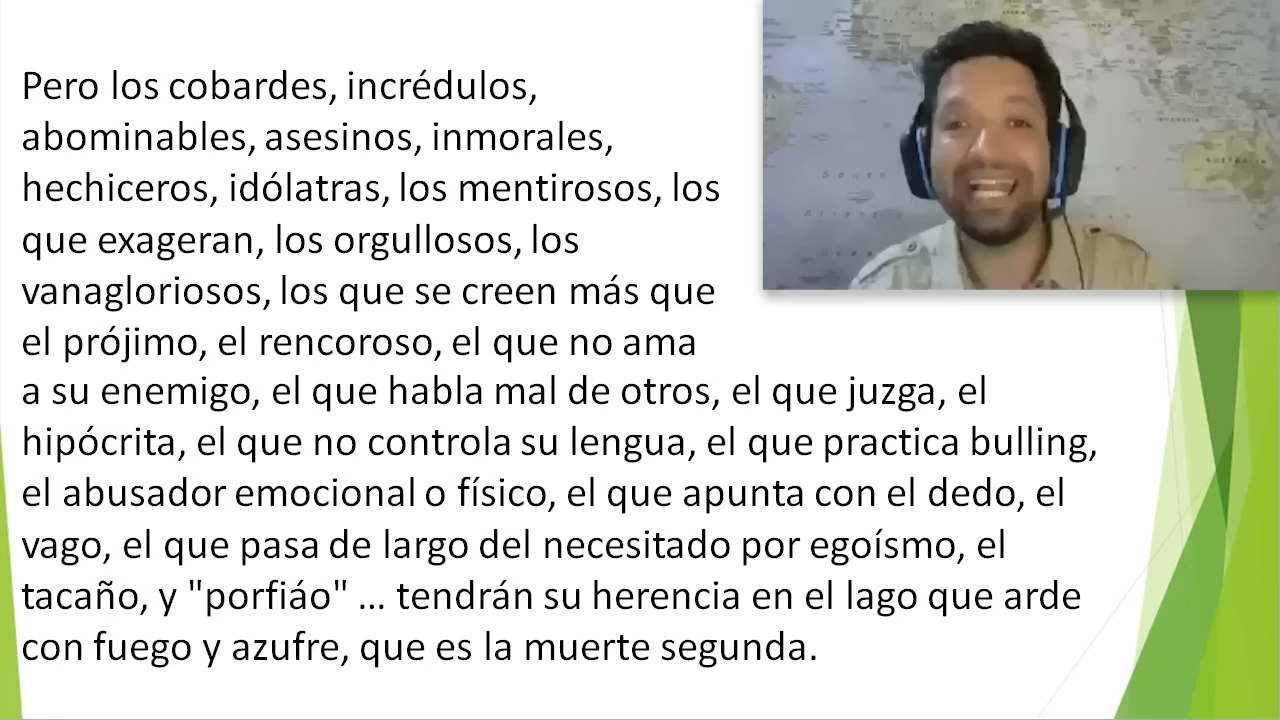 Pero los cobardes, incrédulos,
abominables, asesinos, inmorales,
hechiceros, idólatras, los mentirosos, los
que exageran, los orgullosos, los
vanagloriosos, los que se creen más que
el prójimo, el rencoroso, el que no ama
a su enemigo, el que habla mal de otros, el que juzga, el
hipócrita, el que no controla su lengua, el que practica bulling,
el abusador emocional o físico, el que apunta con el dedo, el
vago, el que pasa de largo del necesitado por egoísmo, el
tacaño, y "porfiáo" ... tendrán su herencia en el lago que arde
con fuego y azufre, que es la muerte segunda.